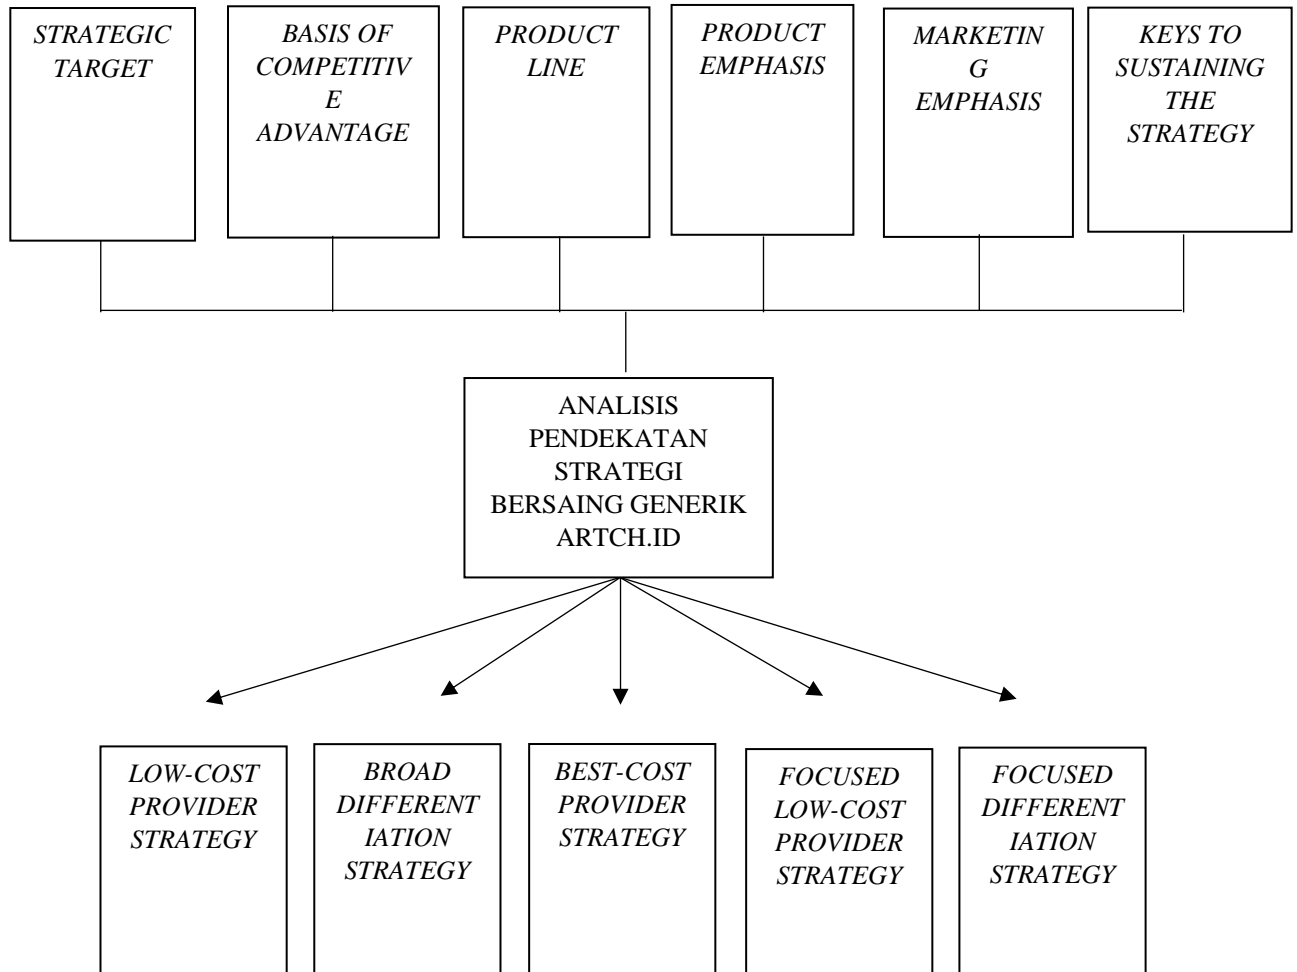 STRATEGIC
TARGET
BASIS OF
COMPETITIV
E
ADVANTAGE
PRODUCT
LINE
PRODUCT
EMPHASIS
MARKETIN
G
EMPHASIS
KEYS TO
SUSTAINING
THE
STRATEGY
ANALISIS
PENDEKATAN
STRATEGI
BERSAING GENERIK
ARTCH.ID
LOW-COST
PROVIDER
STRATEGY
BROAD
DIFFERENT
IATION
STRATEGY
BEST-COST
PROVIDER
STRATEGY
FOCUSED
LOW-COST
PROVIDER
STRATEGY
FOCUSED
DIFFERENT
IATION
STRATEGY